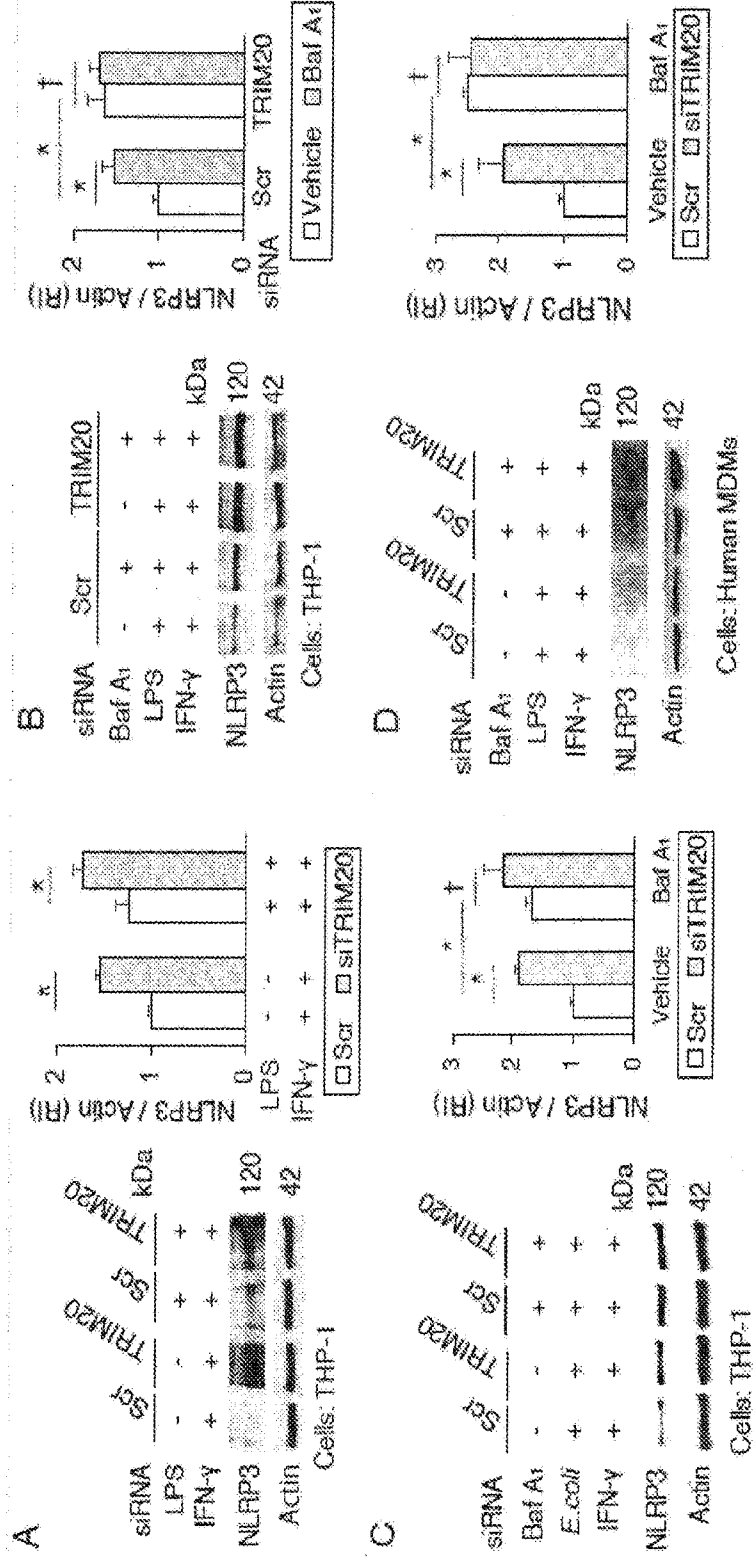 A
siRNA Scr TRIM20 Scr TRIM20
LPS - - + +
IFN-γ + + + + kDa
NLRP3 120
Actin 42
Cells: THP-1
NLRP3 / Actin (RI)
2
* *
1
0
LPS - - + +
IFN-γ + + + +
Scr siTRIM20
B
siRNA Scr TRIM20
Baf A1 - + - +
LPS + + + +
IFN-γ + + + + kDa
NLRP3 120
Actin 42
Cells: THP-1
NLRP3 / Actin (RI)
2
* * †
1
0
siRNA Scr TRIM20
Vehicle Baf A1
C
siRNA Scr TRIM20 Scr TRIM20
Baf A1 - - + +
E.coli + + + +
IFN-γ + + + + kDa
NLRP3 120
Actin 42
Cells: THP-1
NLRP3 / Actin (RI)
3
* * †
2
1
0
Vehicle Baf A1
Scr siTRIM20
D
siRNA Scr TRIM20 Scr TRIM20
Baf A1 - - + +
LPS + + + +
IFN-γ + + + + kDa
NLRP3 120
Actin 42
Cells: Human MDMs
NLRP3 / Actin (RI)
3
* * †
2
1
0
Vehicle Baf A1
Scr siTRIM20